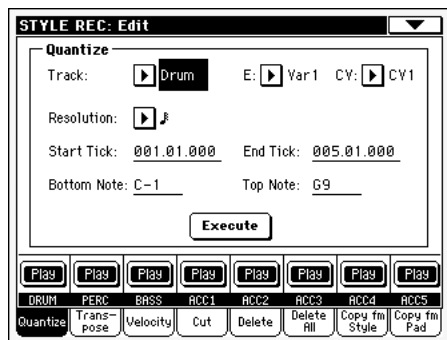 STYLE REC: Edit
Quantize
Track: Drum E: Var1 CV: CV1
Resolution:
Start Tick: 001.01.000 End Tick: 005.01.000
Bottom Note: C-1 Top Note: G9
Execute
Play Play Play Play Play Play Play Play
DRUM PERC BASS ACC1 ACC2 ACC3 ACC4 ACC5
Quantize Trans- Velocity Cut Delete Delete Copy fm Copy fm
pose All Style Pad